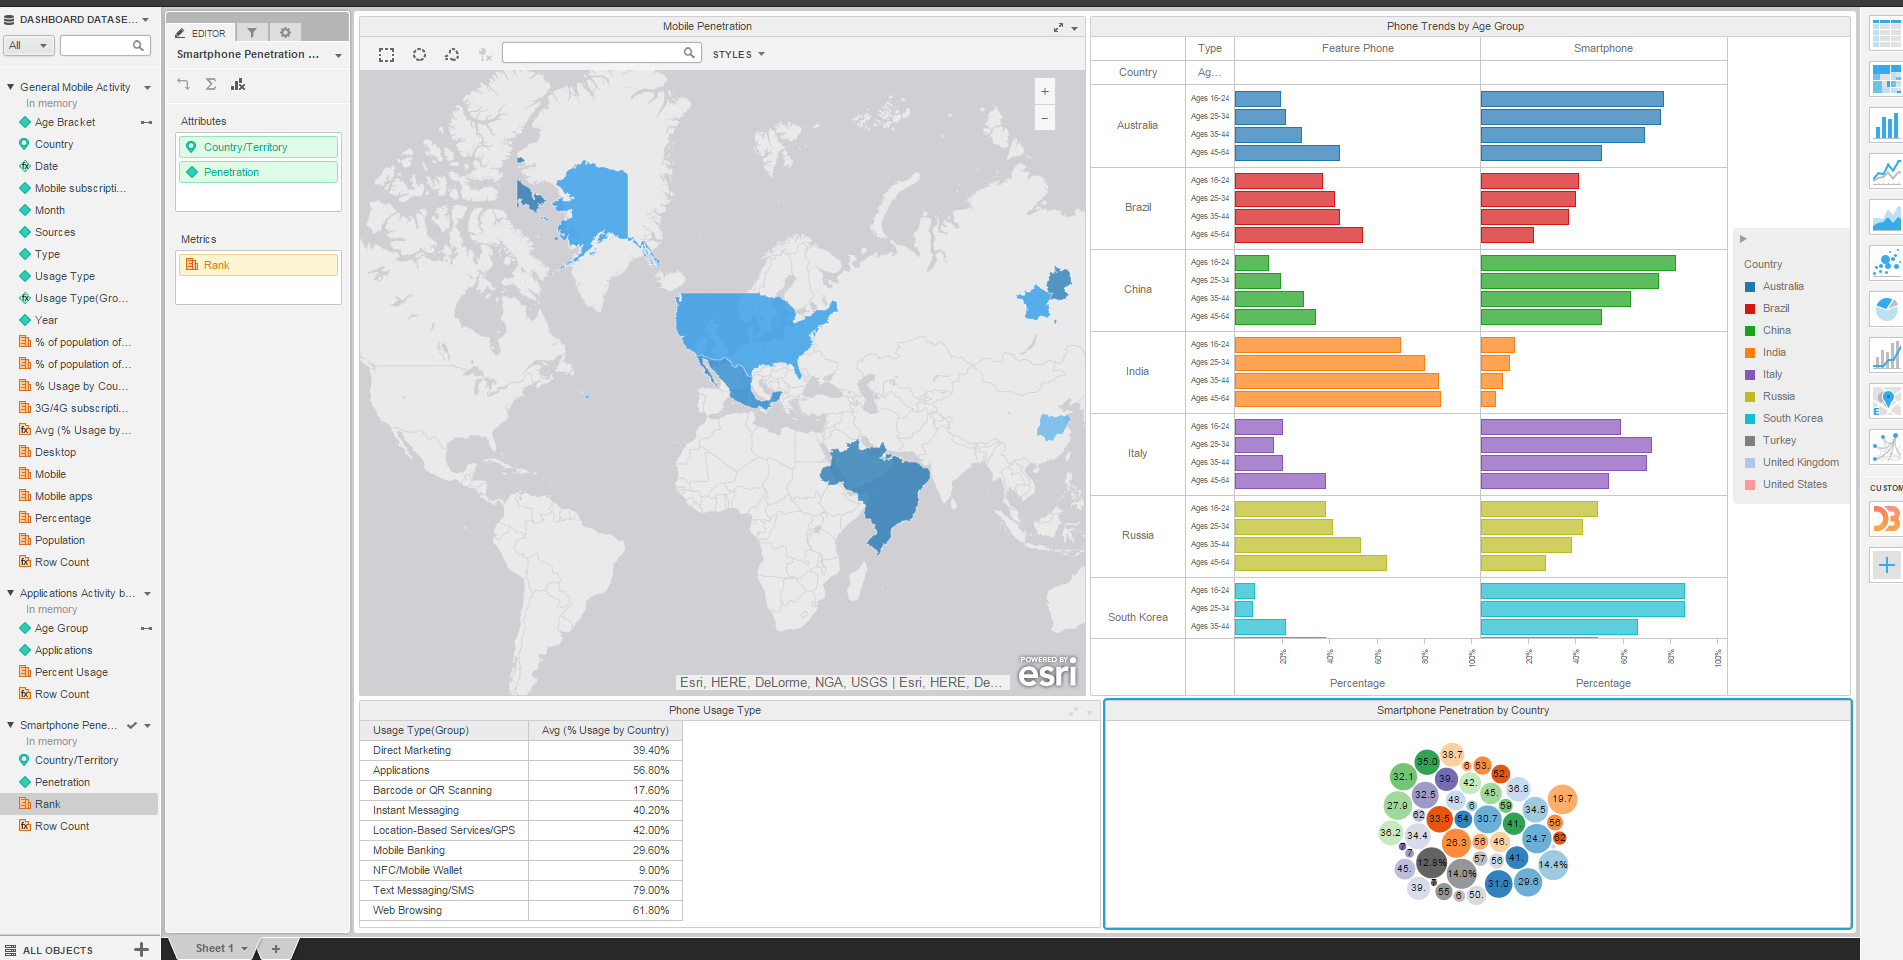 DASHBOARD DATASE...
All
General Mobile Activity
In memory
Age Bracket
Country
Date
Mobile subscripti...
Month
Sources
Type
Usage Type
Usage Type(Gro...
Year
% of population of...
% of population of...
% Usage by Cou...
3G/4G subscripti...
Avg (% Usage by...
Desktop
Mobile
Mobile apps
Percentage
Population
Row Count
Applications Activity b...
In memory
Age Group
Applications
Percent Usage
Row Count
Smartphone Pene...
In memory
Country/Territory
Penetration
Rank
Row Count
ALL OBJECTS
EDITOR
Smartphone Penetration ...
Attributes
Country/Territory
Penetration
Metrics
Rank
Mobile Penetration
STYLES
+
−
POWERED BY
esri
Esri, HERE, DeLorme, NGA, USGS | Esri, HERE, De...
Phone Trends by Age Group
Type Feature Phone Smartphone
Country Ag...
Australia
Ages 16-24
Ages 25-34
Ages 35-44
Ages 45-64
Brazil
Ages 16-24
Ages 25-34
Ages 35-44
Ages 45-64
China
Ages 16-24
Ages 25-34
Ages 35-44
Ages 45-64
India
Ages 16-24
Ages 25-34
Ages 35-44
Ages 45-64
Italy
Ages 16-24
Ages 25-34
Ages 35-44
Ages 45-64
Russia
Ages 16-24
Ages 25-34
Ages 35-44
Ages 45-64
South Korea
Ages 16-24
Ages 25-34
Ages 35-44
20% 40% 60% 80% 100% 20% 40% 60% 80% 100%
Percentage Percentage
Country
Australia
Brazil
China
India
Italy
Russia
South Korea
Turkey
United Kingdom
United States
CUSTOM
Phone Usage Type
Usage Type(Group) Avg (% Usage by Country)
Direct Marketing 39.40%
Applications 56.80%
Barcode or QR Scanning 17.60%
Instant Messaging 40.20%
Location-Based Services/GPS 42.00%
Mobile Banking 29.60%
NFC/Mobile Wallet 9.00%
Text Messaging/SMS 79.00%
Web Browsing 61.80%
Smartphone Penetration by Country
35.0 38.7 6 53. 52.
32.1 39. 42. 36.8
32.5 48. 6 45. 59 19.7
27.9 62 33.5 54 30.7 41. 34.5 56
36.2 34.4 26.3 56 46. 24.7 62
7 7 12.8% 57 56 41. 14.4%
45. 14.0% 31.0 29.6
39. 55 6 50.
Sheet 1
+